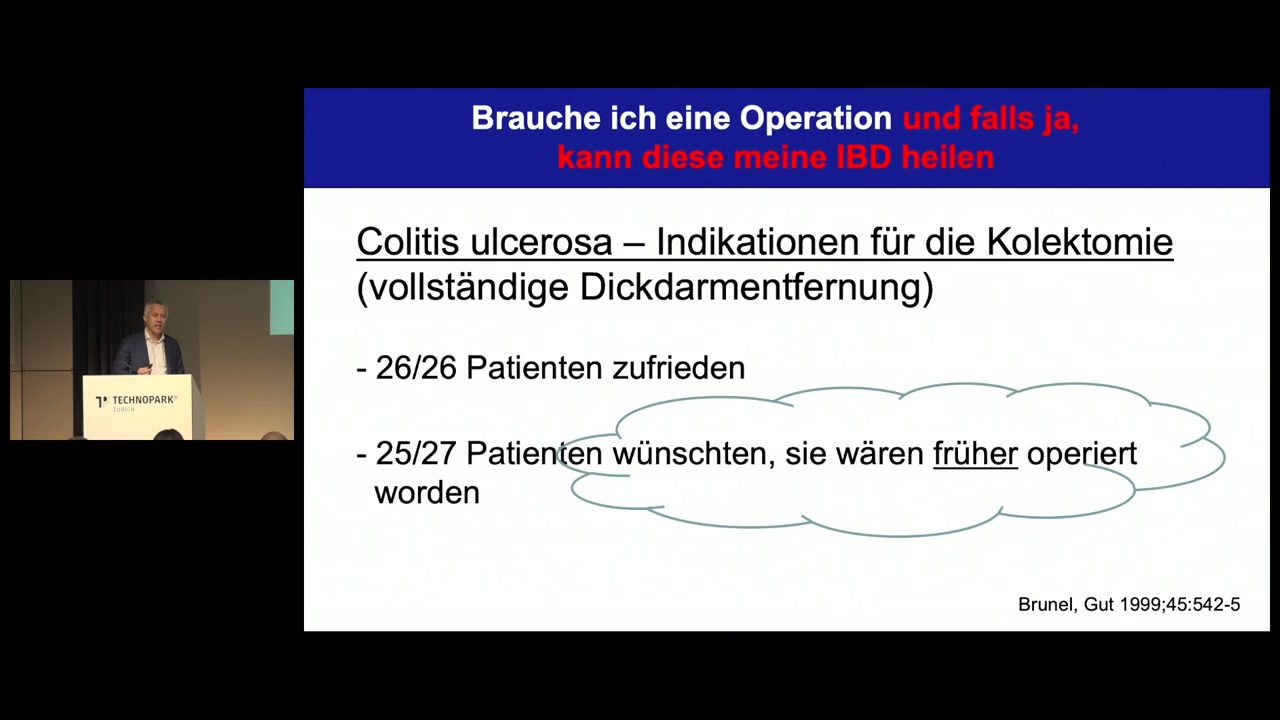 Brauche ich eine Operation und falls ja,
kann diese meine IBD heilen
Colitis ulcerosa – Indikationen für die Kolektomie
(vollständige Dickdarmentfernung)
- 26/26 Patienten zufrieden
- 25/27 Patienten wünschten, sie wären früher operiert
worden
Brunel, Gut 1999;45:542-5
TECHNOPARK®
ZÜRICH